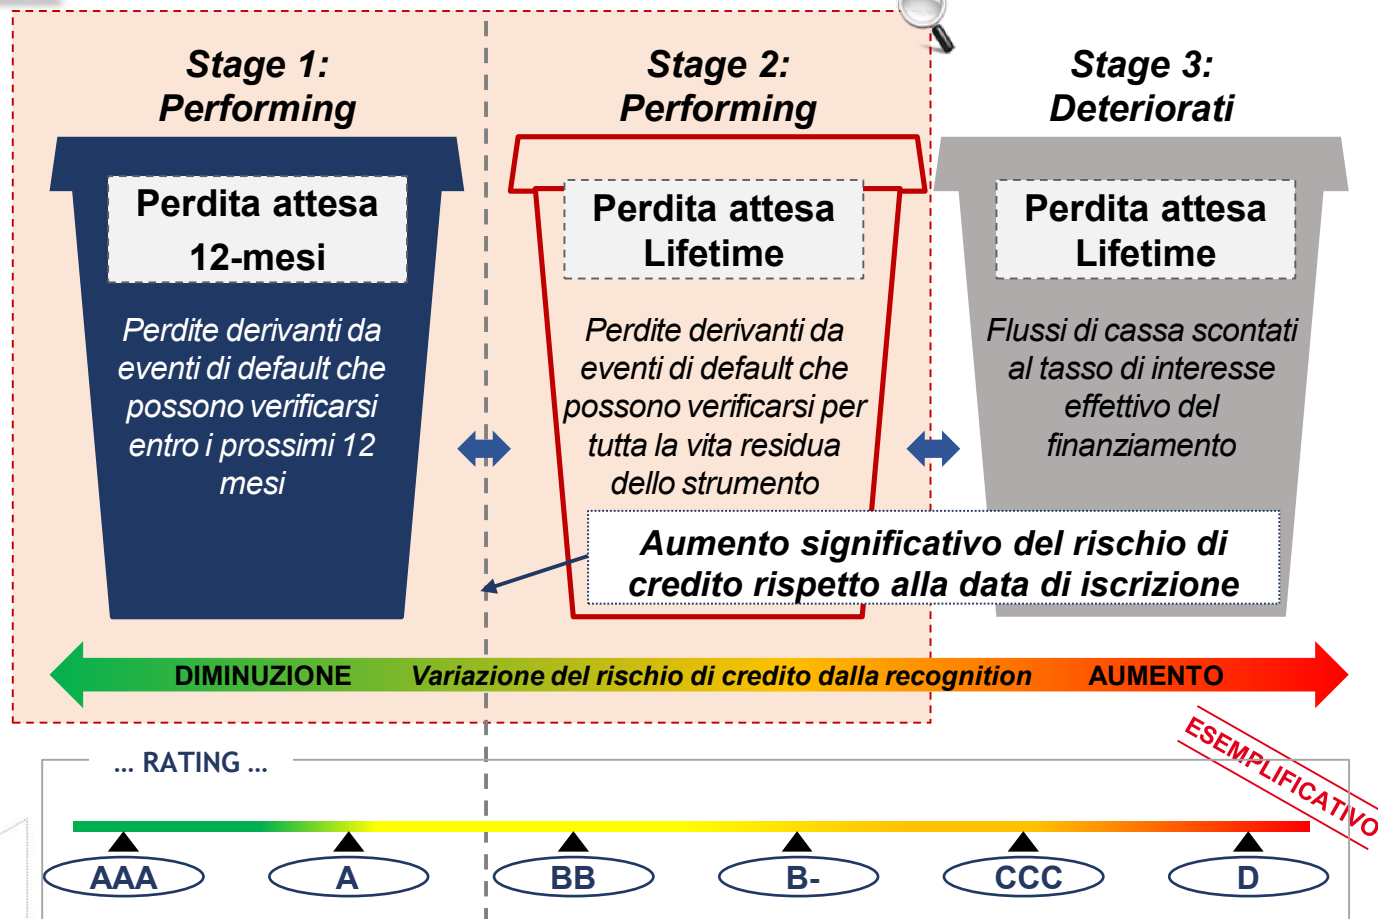 Stage 1:
Performing
Perdita attesa
12-mesi
Perdite derivanti da
eventi di default che
possono verificarsi
entro i prossimi 12
mesi
Stage 2:
Performing
Perdita attesa
Lifetime
Perdite derivanti da
eventi di default che
possono verificarsi per
tutta la vita residua
dello strumento
Stage 3:
Deteriorati
Perdita attesa
Lifetime
Flussi di cassa scontati
al tasso di interesse
effettivo del
finanziamento
Aumento significativo del rischio di
credito rispetto alla data di iscrizione
DIMINUZIONE Variazione del rischio di credito dalla recognition AUMENTO
ESEMPLIFICATIVO
... RATING ...
AAA A BB B- CCC D